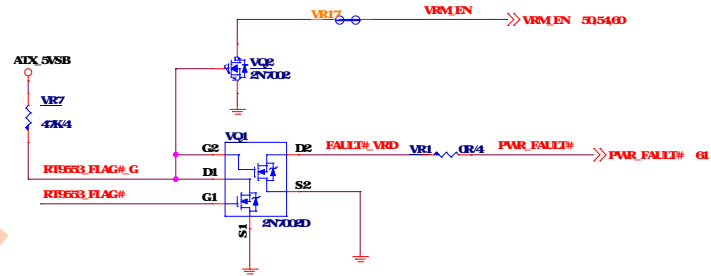 VR17
VRM_EN
VRM_EN 50,54,60
ATX_5VSB
VQ2
2N7002
VR7
47K/4
VQ1
G2
D2
FAULT#_VRD
VR1
0R/4
PWR_FAULT#
PWR_FAULT# 61
RT9553_FLAG#_G
D1
S2
RT9553_FLAG#
G1
2N7002D
S1